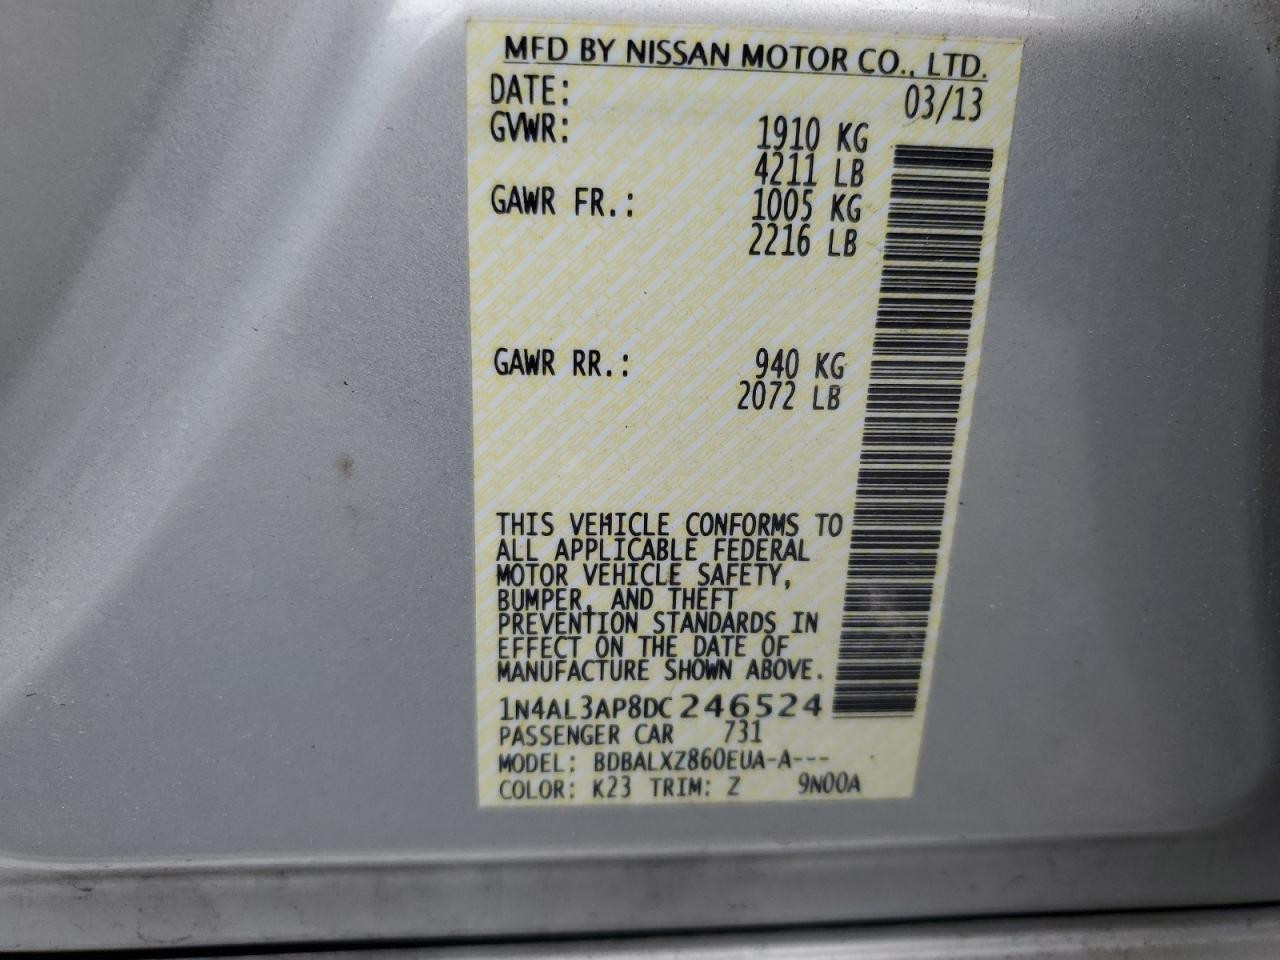 MFD BY NISSAN MOTOR CO., LTD.
DATE: 03/13
GVWR: 1910 KG
4211 LB
GAWR FR.: 1005 KG
2216 LB
GAWR RR.: 940 KG
2072 LB
THIS VEHICLE CONFORMS TO
ALL APPLICABLE FEDERAL
MOTOR VEHICLE SAFETY,
BUMPER, AND THEFT
PREVENTION STANDARDS IN
EFFECT ON THE DATE OF
MANUFACTURE SHOWN ABOVE.
1N4AL3AP8DC246524
PASSENGER CAR 731
MODEL: BDBALXZ860EUA-A---
COLOR: K23 TRIM: Z 9N00A